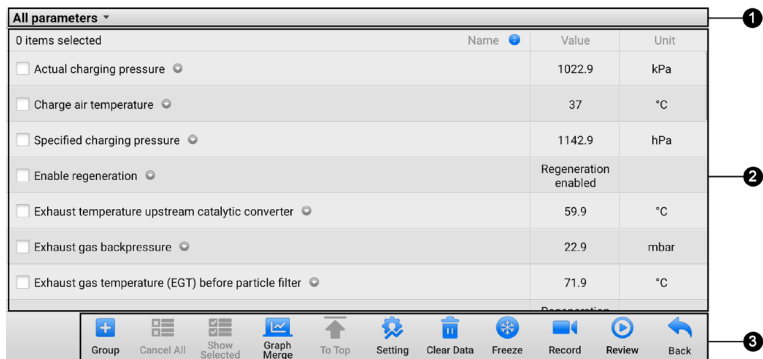 All parameters
1
0 items selected Name Value Unit
Actual charging pressure 1022.9 kPa
Charge air temperature 37 °C
Specified charging pressure 1142.9 hPa
Enable regeneration Regeneration enabled
2
Exhaust temperature upstream catalytic converter 59.9 °C
Exhaust gas backpressure 22.9 mbar
Exhaust gas temperature (EGT) before particle filter 71.9 °C
Group Cancel All Show Selected Graph Merge To Top Setting Clear Data Freeze Record Review Back
3